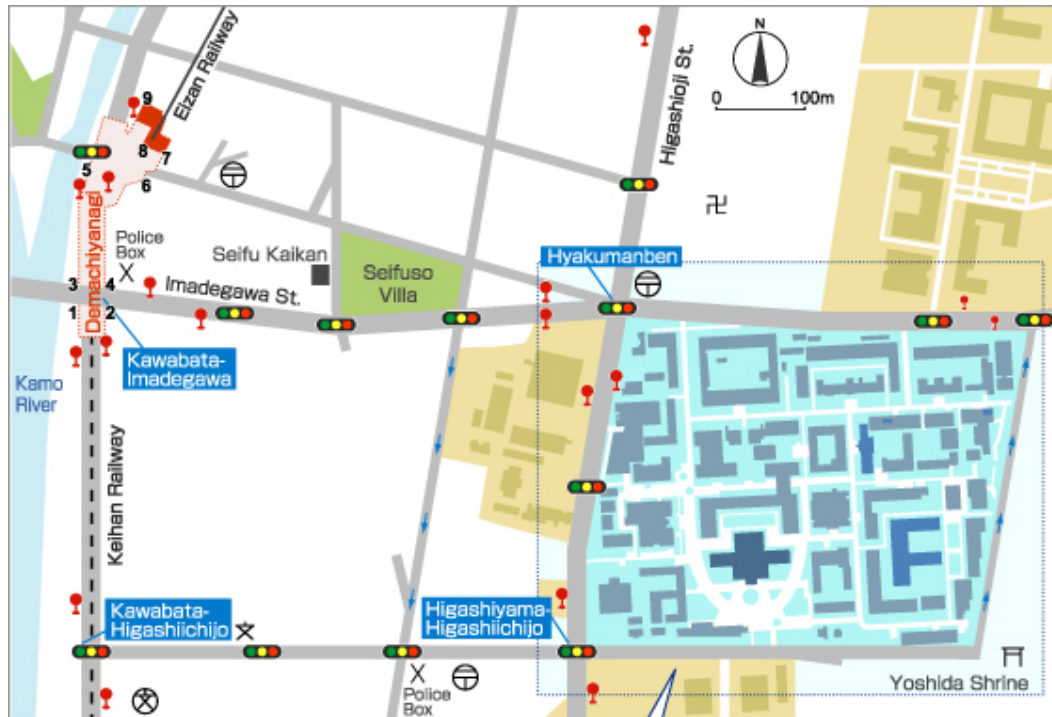 N
0
100m
Eizan Railway
Higashioji St.
9
8
7
5
6
Demachiyanagi
Police
Box
Seifu Kaikan
Seifuso
Villa
Hyakumanben
3
4
1
2
Imadegawa St.
Kawabata-
Imadegawa
Kamo
River
Keihan Railway
Kawabata-
Higashiichijo
Higashiyama-
Higashiichijo
Police
Box
Yoshida Shrine